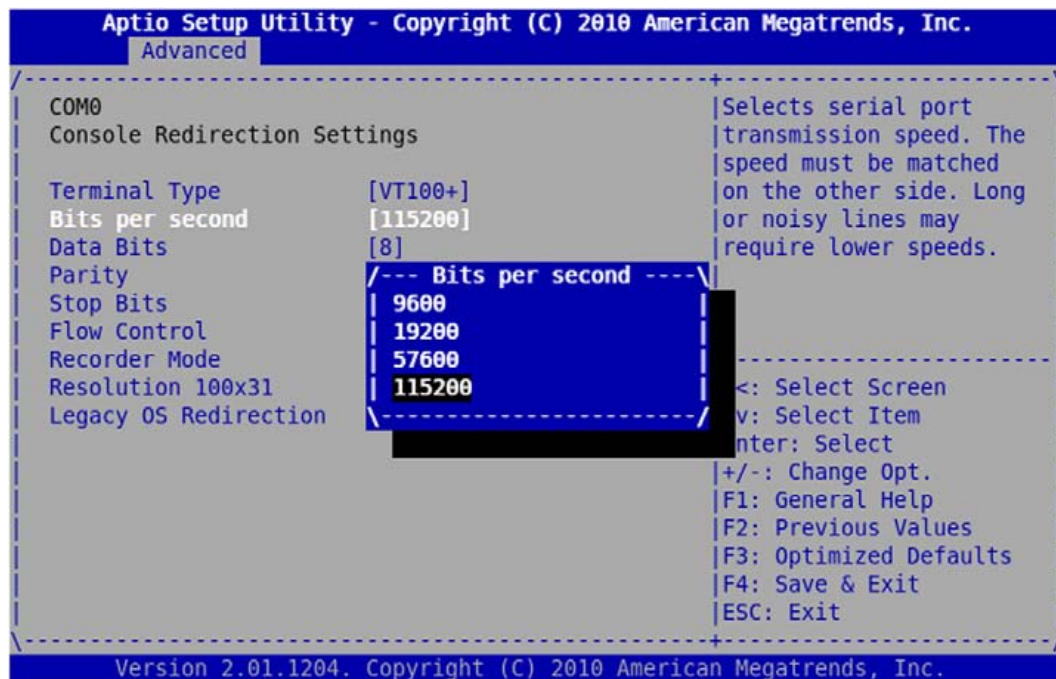 Aptio Setup Utility - Copyright (C) 2010 American Megatrends, Inc.
Advanced
COM0
Console Redirection Settings
Terminal Type [VT100+]
Bits per second [115200]
Data Bits [8]
Parity
Stop Bits
Flow Control
Recorder Mode
Resolution 100x31
Legacy OS Redirection
/--- Bits per second ----\
9600
19200
57600
115200
Selects serial port
transmission speed. The
speed must be matched
on the other side. Long
or noisy lines may
require lower speeds.
<: Select Screen
v: Select Item
nter: Select
+/-: Change Opt.
F1: General Help
F2: Previous Values
F3: Optimized Defaults
F4: Save & Exit
ESC: Exit
Version 2.01.1204. Copyright (C) 2010 American Megatrends, Inc.